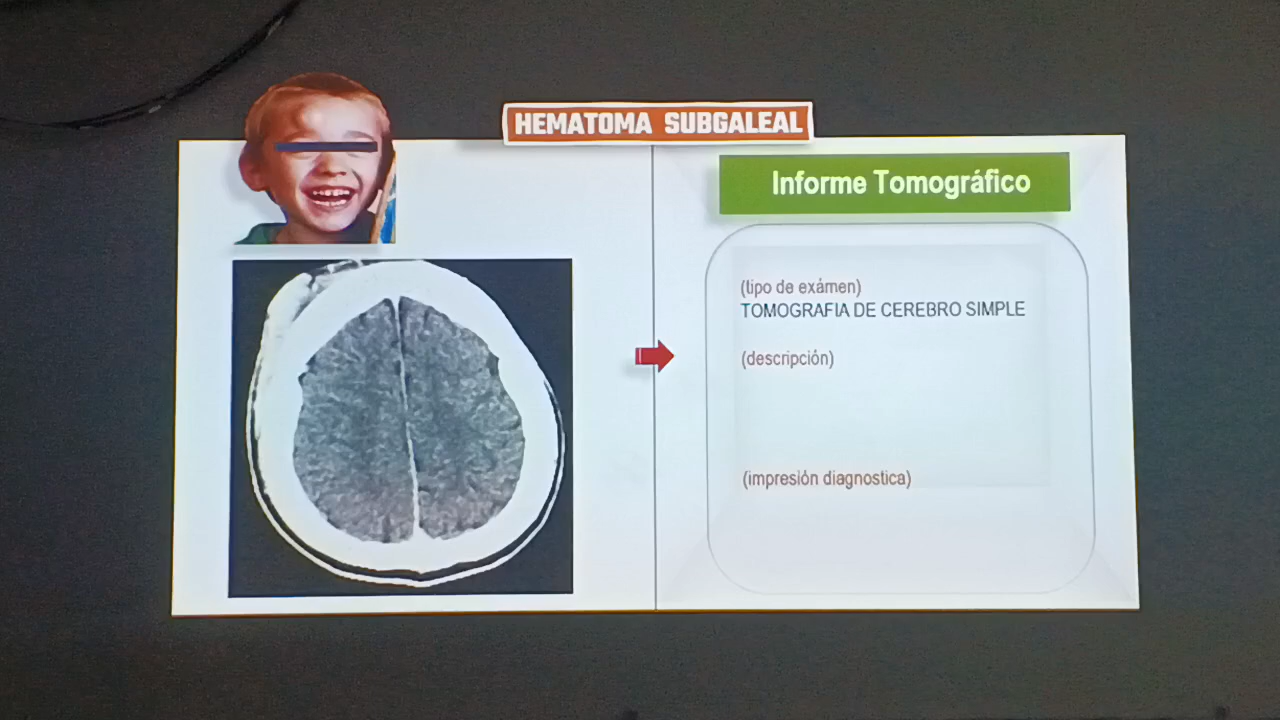 HEMATOMA SUBGALEAL
Informe Tomográfico
(tipo de exámen)
TOMOGRAFIA DE CEREBRO SIMPLE
(descripción)
(impresión diagnostica)